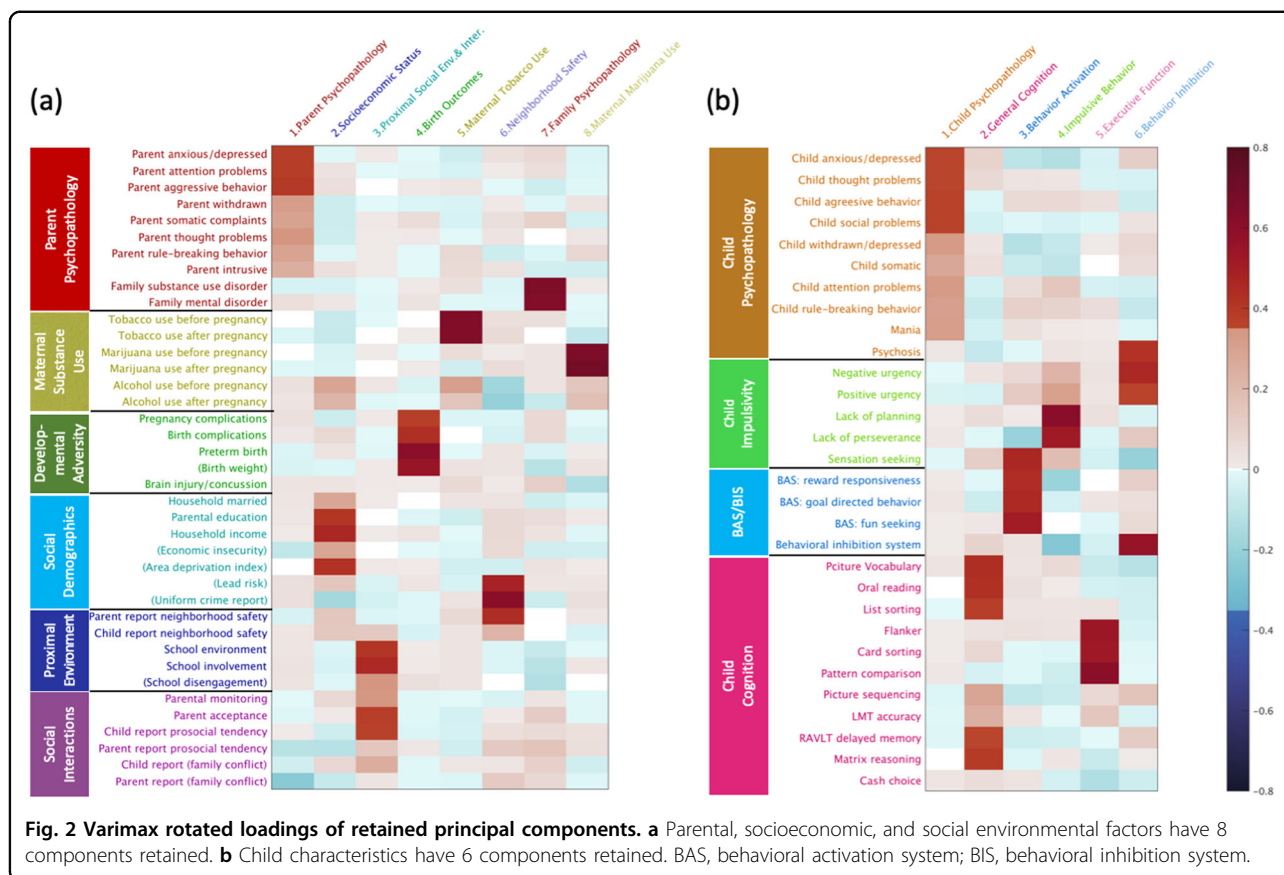 (a)
1.Parent Psychopathology
2.Socioeconomic Status
3.Proximal Social Env.& Inter.
4.Birth Outcomes
5.Maternal Tobacco Use
6.Neighborhood Safety
7.Family Psychopathology
8.Maternal Marijuana Use
Parent
Psychopathology
Parent anxious/depressed
Parent attention problems
Parent aggressive behavior
Parent withdrawn
Parent somatic complaints
Parent thought problems
Parent rule-breaking behavior
Parent intrusive
Family substance use disorder
Family mental disorder
Maternal
Substance
Use
Tobacco use before pregnancy
Tobacco use after pregnancy
Marijuana use before pregnancy
Marijuana use after pregnancy
Alcohol use before pregnancy
Alcohol use after pregnancy
Develop-
mental
Adversity
Pregnancy complications
Birth complications
Preterm birth
(Birth weight)
Brain injury/concussion
Social
Demographics
Household married
Parental education
Household income
(Economic insecurity)
(Area deprivation index)
(Lead risk)
(Uniform crime report)
Proximal
Environment
Parent report neighborhood safety
Child report neighborhood safety
School environment
School involvement
(School disengagement)
Social
Interactions
Parental monitoring
Parent acceptance
Child report prosocial tendency
Parent report prosocial tendency
Child report (family conflict)
Parent report (family conflict)
(b)
1.Child Psychopathology
2.General Cognition
3.Behavior Activation
4.Impulsive Behavior
5.Executive Function
6.Behavior Inhibition
Child
Psychopathology
Child anxious/depressed
Child thought problems
Child agreesive behavior
Child social problems
Child withdrawn/depressed
Child somatic
Child attention problems
Child rule-breaking behavior
Mania
Psychosis
Child
Impulsivity
Negative urgency
Positive urgency
Lack of planning
Lack of perseverance
Sensation seeking
BAS/BIS
BAS: reward responsiveness
BAS: goal directed behavior
BAS: fun seeking
Behavioral inhibition system
Child
Cognition
Pciture Vocabulary
Oral reading
List sorting
Flanker
Card sorting
Pattern comparison
Picture sequencing
LMT accuracy
RAVLT delayed memory
Matrix reasoning
Cash choice
0.8
0.6
0.4
0.2
0
-0.2
-0.4
-0.6
-0.8
Fig. 2 Varimax rotated loadings of retained principal components. a Parental, socioeconomic, and social environmental factors have 8
components retained. b Child characteristics have 6 components retained. BAS, behavioral activation system; BIS, behavioral inhibition system.